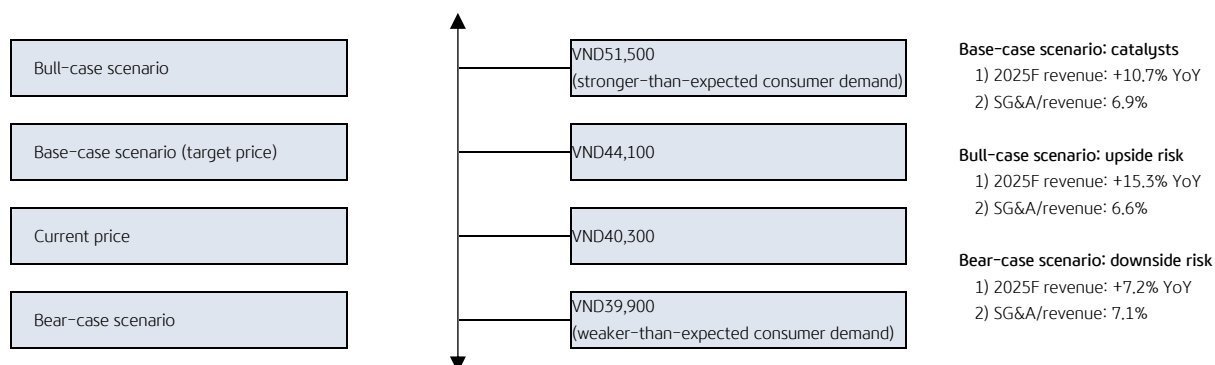 Bull-case scenario
VND51,500
(stronger-than-expected consumer demand)
Base-case scenario (target price)
VND44,100
Current price
VND40,300
Bear-case scenario
VND39,900
(weaker-than-expected consumer demand)
Base-case scenario: catalysts
1) 2025F revenue: +10.7% YoY
2) SG&A/revenue: 6.9%
Bull-case scenario: upside risk
1) 2025F revenue: +15.3% YoY
2) SG&A/revenue: 6.6%
Bear-case scenario: downside risk
1) 2025F revenue: +7.2% YoY
2) SG&A/revenue: 7.1%